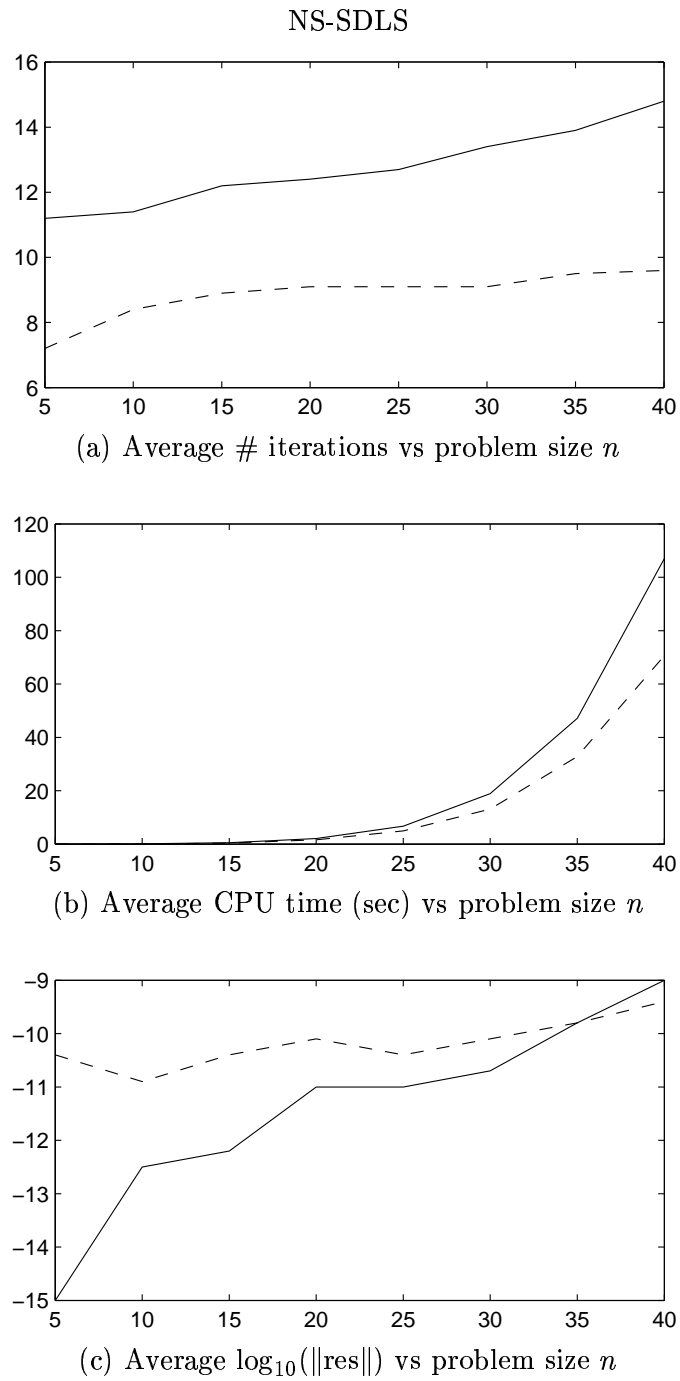 NS-SDLS
16
14
12
10
8
6
5 10 15 20 25 30 35 40
(a) Average # iterations vs problem size n
120
100
80
60
40
20
0
5 10 15 20 25 30 35 40
(b) Average CPU time (sec) vs problem size n
−9
−10
−11
−12
−13
−14
−15
5 10 15 20 25 30 35 40
(c) Average log₁₀(‖res‖) vs problem size n